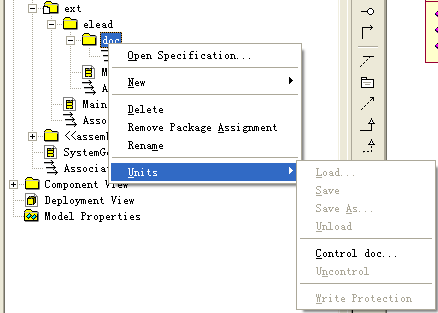 ext
elead
doc
Open Specification...
New
M
Delete
Main
Remove Package Assignment
Asso
Rename
<<assem
SystemGe
Associat
Units
Load...
Component View
Save
Deployment View
Save As...
Model Properties
Unload
Control doc...
Uncontrol
Write Protection